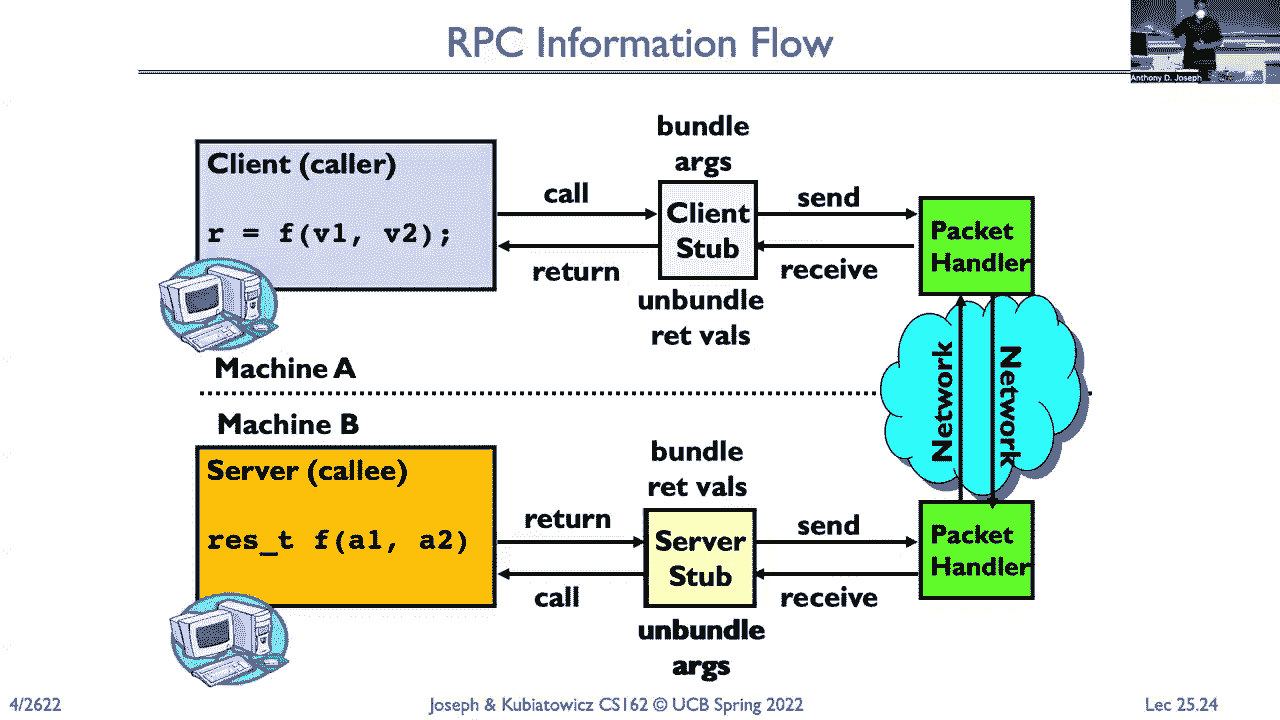 RPC Information Flow
Anthony D. Joseph
Client (caller)
r = f(v1, v2);
call
return
bundle
args
Client
Stub
unbundle
ret vals
send
receive
Packet
Handler
Machine A
Network
Network
Machine B
Server (callee)
res_t f(a1, a2)
return
call
bundle
ret vals
Server
Stub
unbundle
args
send
receive
Packet
Handler
4/2622
Joseph & Kubiatowicz CS162 © UCB Spring 2022
Lec 25.24